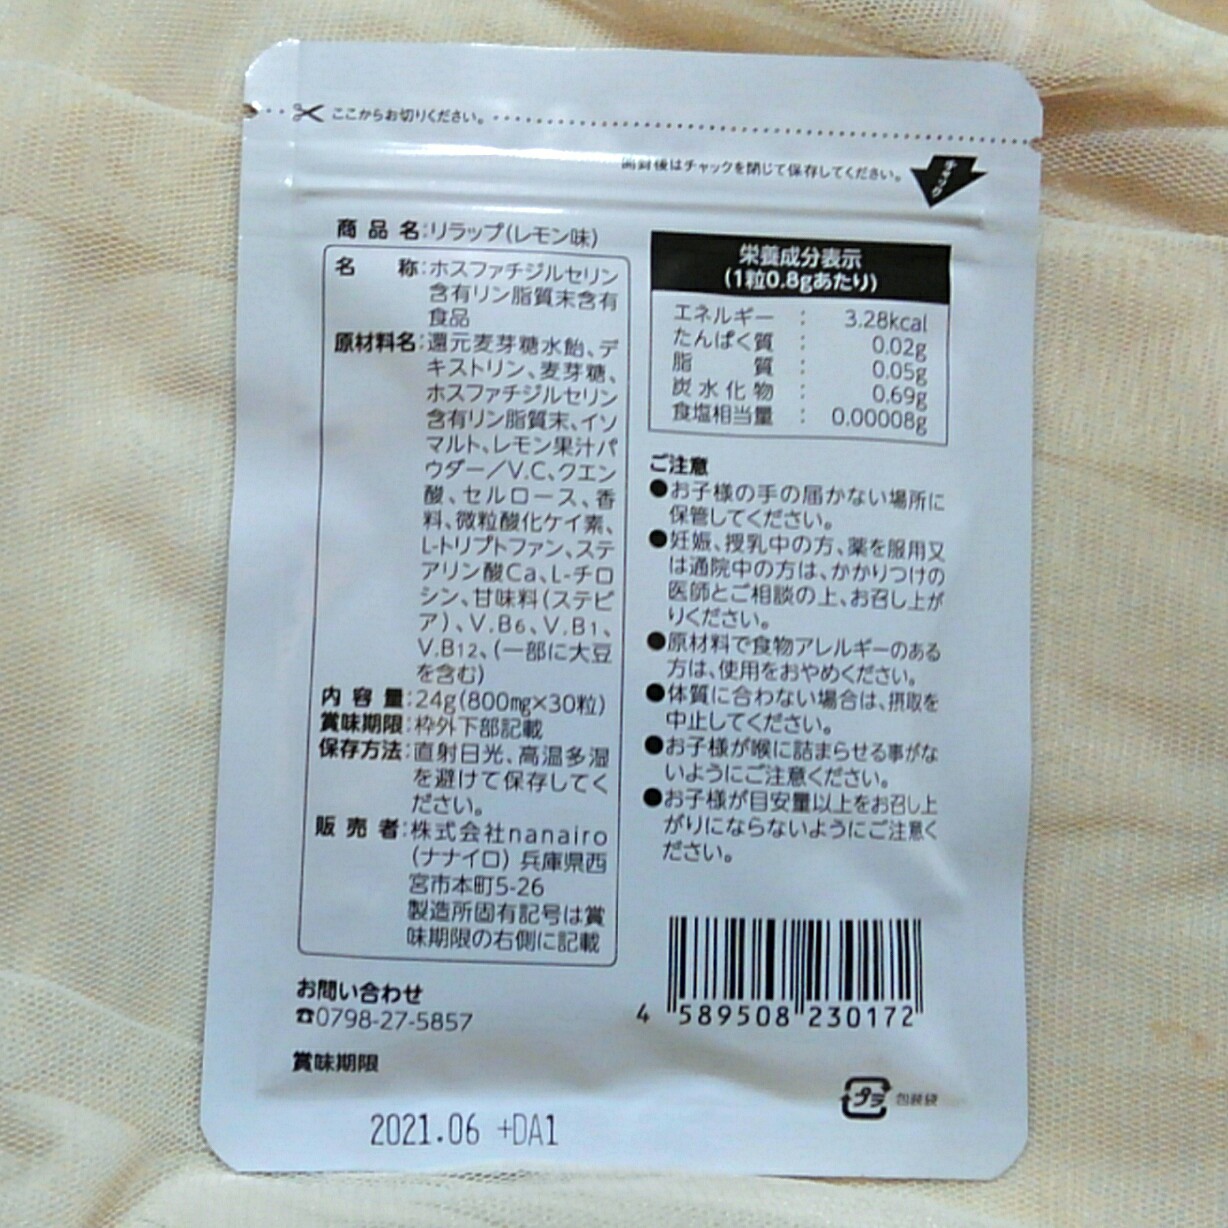 ここからお切りください。
開封後はチャックを閉じて保存してください。
チャック
商品名:リラップ(レモン味)
名 称:ホスファチジルセリン
含有リン脂質末含有
食品
原材料名:還元麦芽糖水飴、デ
キストリン、麦芽糖、
ホスファチジルセリン
含有リン脂質末、イソ
マルト、レモン果汁パ
ウダー/V.C、クエン
酸、セルロース、香
料、微粒酸化ケイ素、
L-トリプトファン、ステ
アリン酸Ca、L-チロ
シン、甘味料(ステビ
ア)、V.B6、V.B1、
V.B12、(一部に大豆
を含む)
内容量:24g(800mg×30粒)
賞味期限:枠外下部記載
保存方法:直射日光、高温多湿
を避けて保存してく
ださい。
販売者:株式会社nanairo
(ナナイロ) 兵庫県西
宮市本町5-26
製造所固有記号は賞
味期限の右側に記載
お問い合わせ
☎0798-27-5857
賞味期限
2021.06 +DA1
栄養成分表示
(1粒0.8gあたり)
エネルギー : 3.28kcal
たんぱく質 : 0.02g
脂 質 : 0.05g
炭水化物 : 0.69g
食塩相当量 : 0.00008g
ご注意
●お子様の手の届かない場所に
保管してください。
●妊娠、授乳中の方、薬を服用又
は通院中の方は、かかりつけの
医師とご相談の上、お召し上が
りください。
●原材料で食物アレルギーのある
方は、使用をおやめください。
●体質に合わない場合は、摂取を
中止してください。
●お子様が喉に詰まらせる事がな
いようにご注意ください。
●お子様が目安量以上をお召し上
がりにならないようにご注意く
ださい。
4 589508 230172
プラ 包装袋